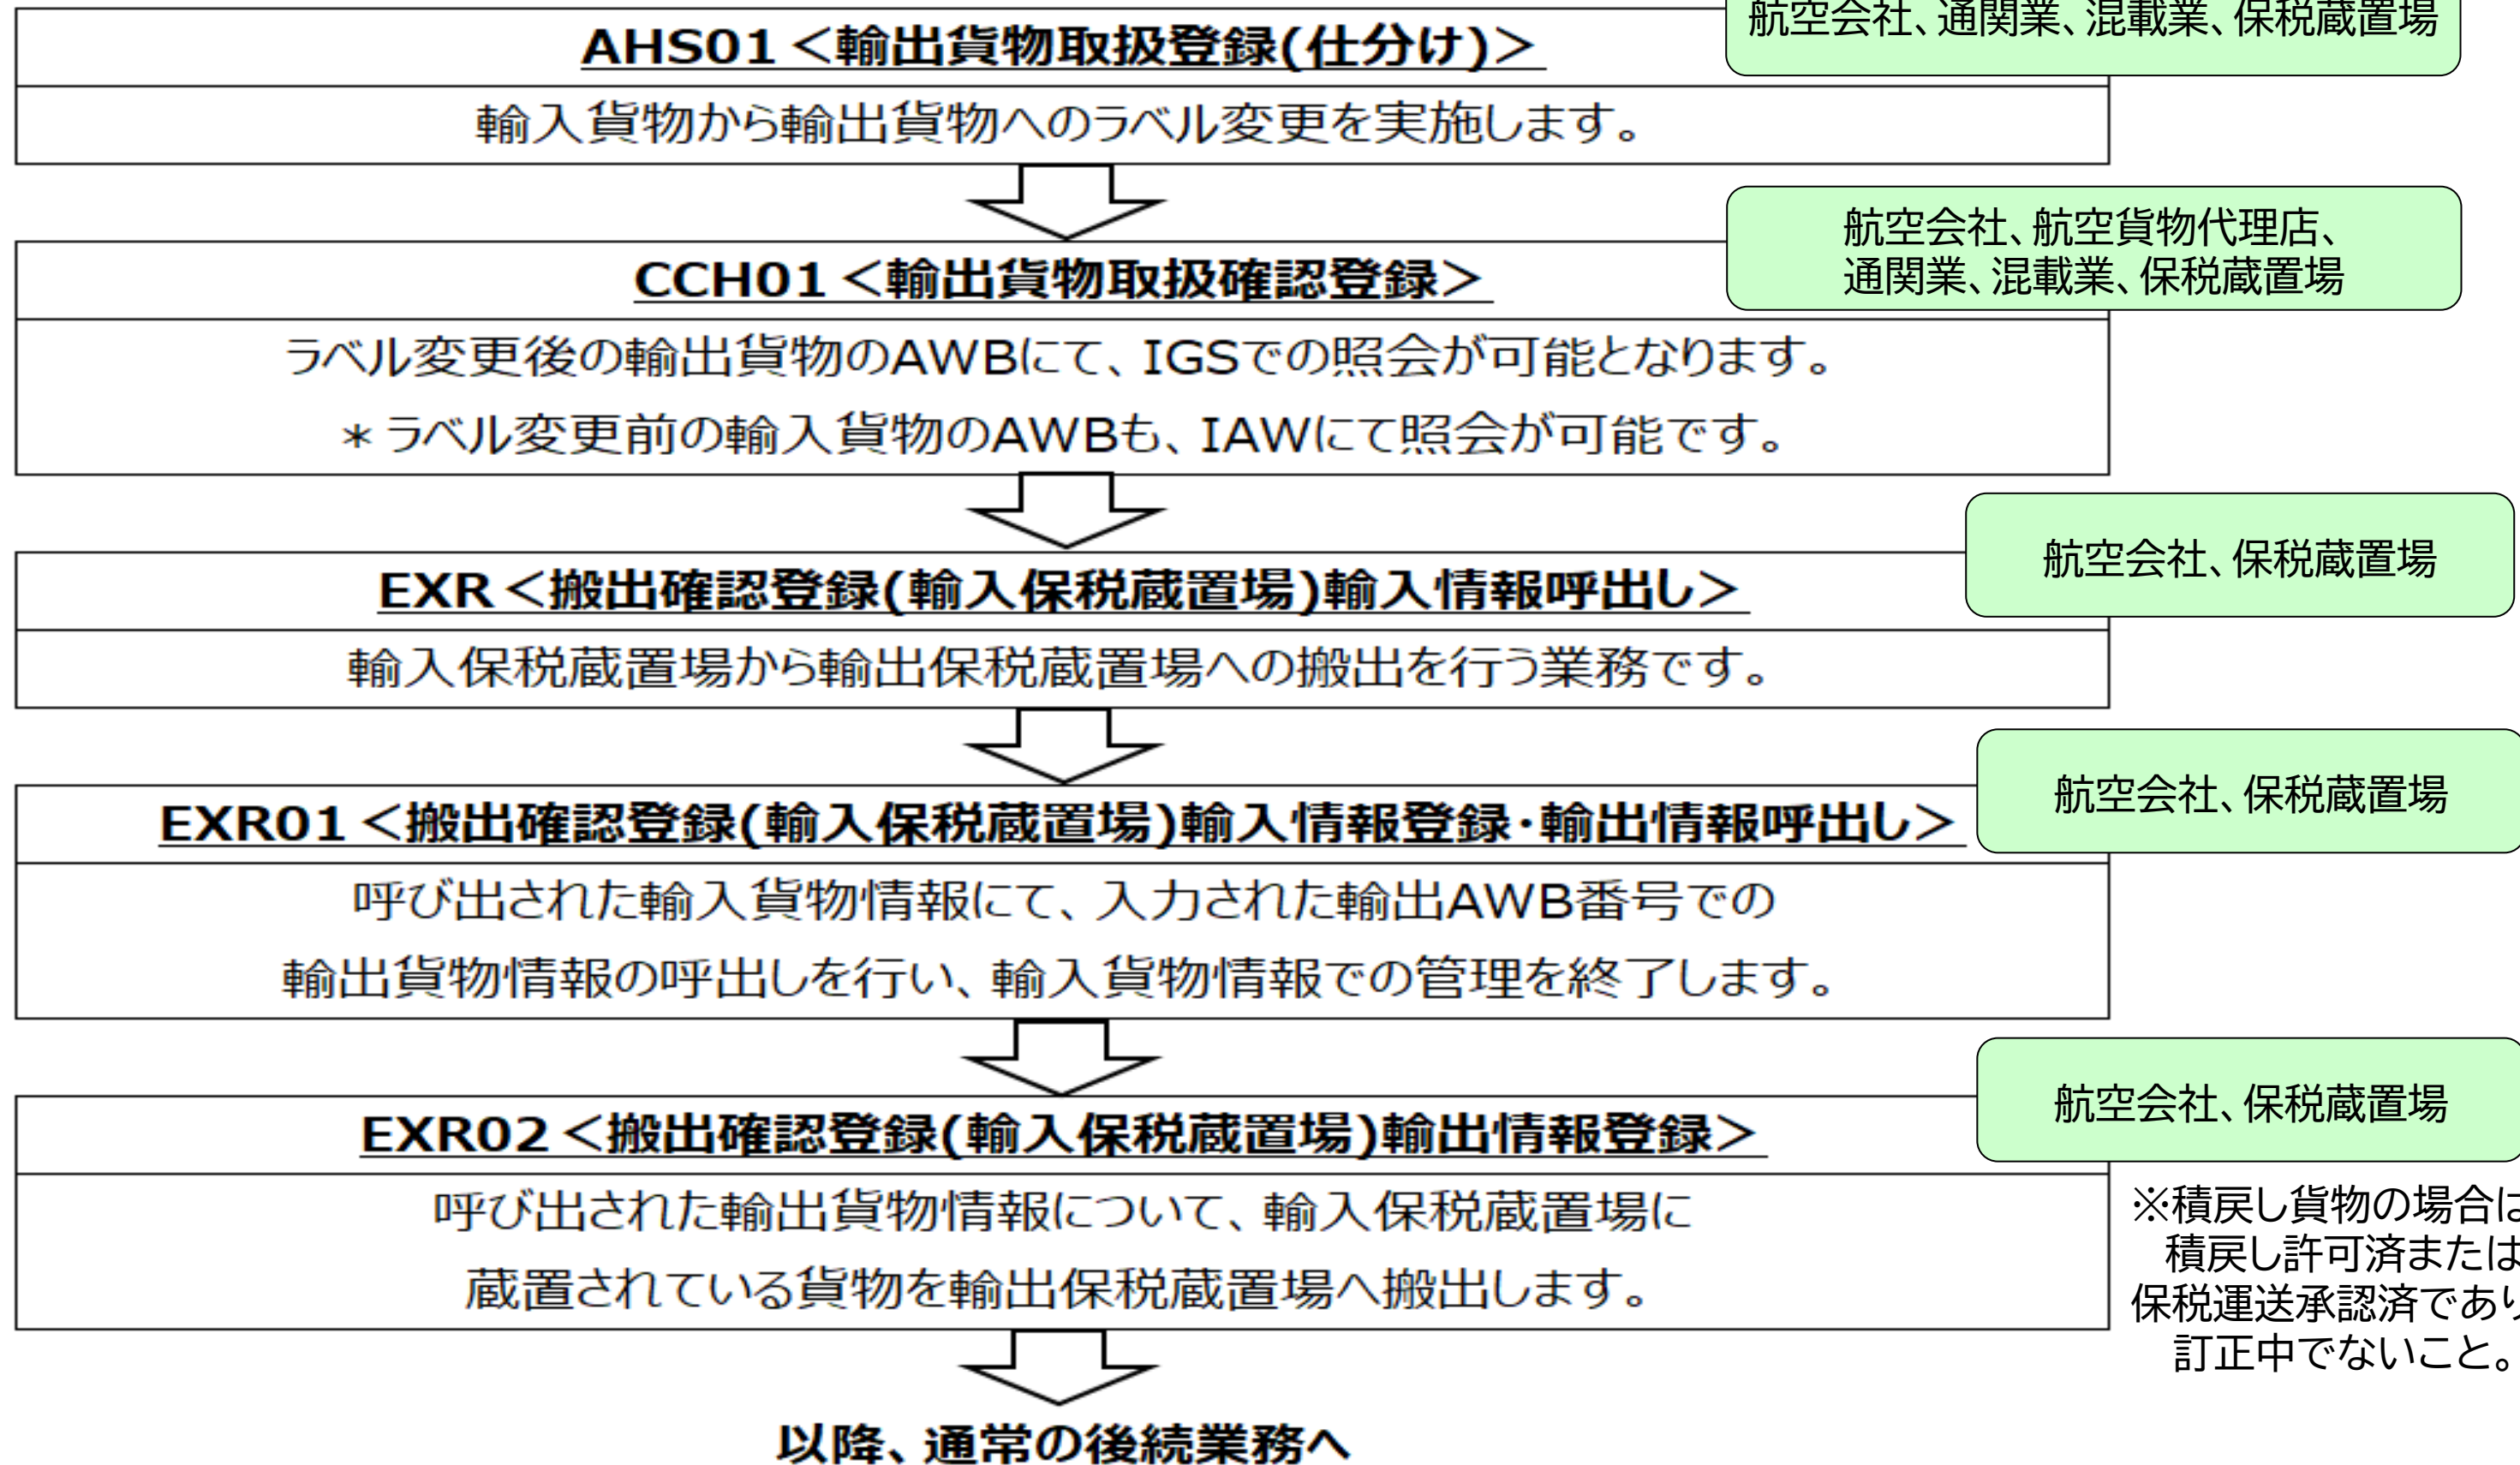 航空会社、通関業、混載業、保税蔵置場
AHS01＜輸出貨物取扱登録(仕分け)＞
輸入貨物から輸出貨物へのラベル変更を実施します。
航空会社、航空貨物代理店、
通関業、混載業、保税蔵置場
CCH01＜輸出貨物取扱確認登録＞
ラベル変更後の輸出貨物のAWBにて、IGSでの照会が可能となります。
＊ラベル変更前の輸入貨物のAWBも、IAWにて照会が可能です。
航空会社、保税蔵置場
EXR＜搬出確認登録(輸入保税蔵置場)輸入情報呼出し＞
輸入保税蔵置場から輸出保税蔵置場への搬出を行う業務です。
航空会社、保税蔵置場
EXR01＜搬出確認登録(輸入保税蔵置場)輸入情報登録・輸出情報呼出し＞
呼び出された輸入貨物情報にて、入力された輸出AWB番号での
輸出貨物情報の呼出しを行い、輸入貨物情報での管理を終了します。
航空会社、保税蔵置場
EXR02＜搬出確認登録(輸入保税蔵置場)輸出情報登録＞
呼び出された輸出貨物情報について、輸入保税蔵置場に
蔵置されている貨物を輸出保税蔵置場へ搬出します。
※積戻し貨物の場合は
積戻し許可済または
保税運送承認済であり
訂正中でないこと。
以降、通常の後続業務へ